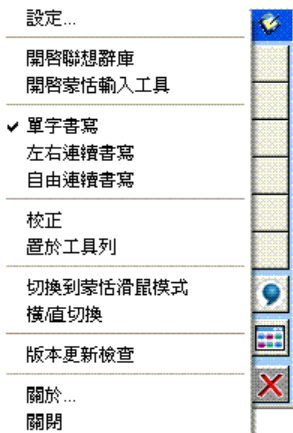 設定...
開啓聯想辭庫
開啓蒙恬輸入工具
單字書寫
左右連續書寫
自由連續書寫
校正
置於工具列
切換到蒙恬滑鼠模式
橫/直切換
版本更新檢查
關於...
關閉